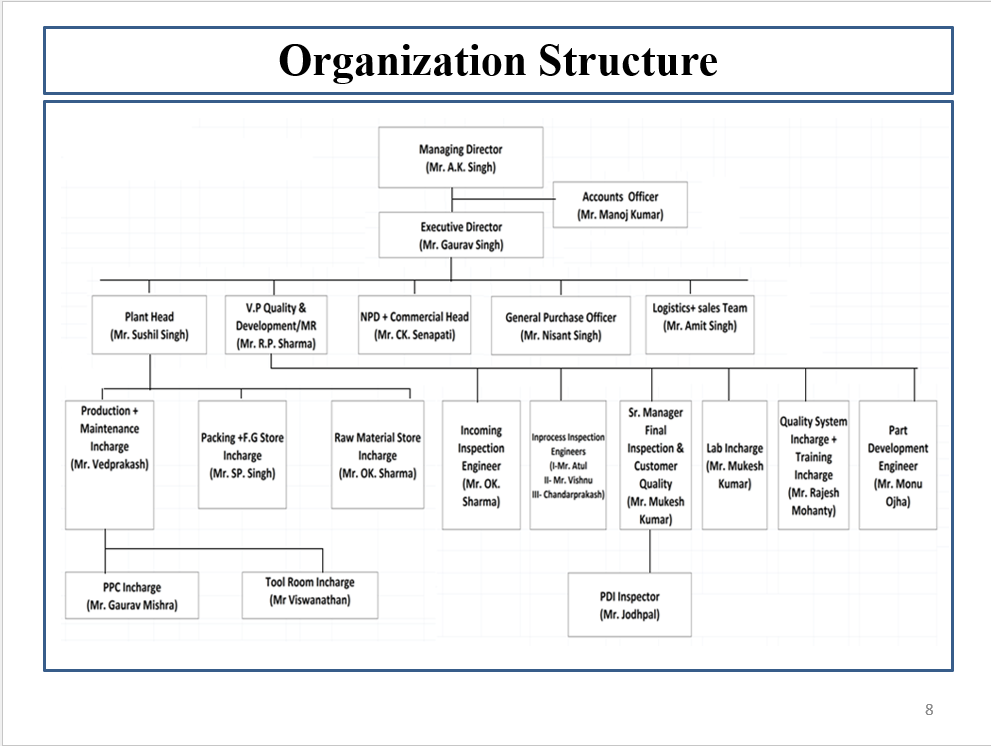 Organization Structure
Managing Director
(Mr. A.K. Singh)
Accounts Officer
(Mr. Manoj Kumar)
Executive Director
(Mr. Gaurav Singh)
Plant Head
(Mr. Sushil Singh)
V.P Quality &
Development/MR
(Mr. R.P. Sharma)
NPD + Commercial Head
(Mr. CK. Senapati)
General Purchase Officer
(Mr. Nisant Singh)
Logistics+ sales Team
(Mr. Amit Singh)
Production +
Maintenance
Incharge
(Mr. Vedprakash)
Packing +F.G Store
Incharge
(Mr. SP. Singh)
Raw Material Store
Incharge
(Mr. OK. Sharma)
Incoming
Inspection
Engineer
(Mr. OK.
Sharma)
Inprocess Inspection
Engineers
(I-Mr. Atul
II- Mr. Vishnu
III- Chandarprakash)
Sr. Manager
Final
Inspection &
Customer
Quality
(Mr. Mukesh
Kumar)
Lab Incharge
(Mr. Mukesh
Kumar)
Quality System
Incharge +
Training
Incharge
(Mr. Rajesh
Mohanty)
Part
Development
Engineer
(Mr. Monu
Ojha)
PPC Incharge
(Mr. Gaurav Mishra)
Tool Room Incharge
(Mr Viswanathan)
PDI Inspector
(Mr. Jodhpal)
8